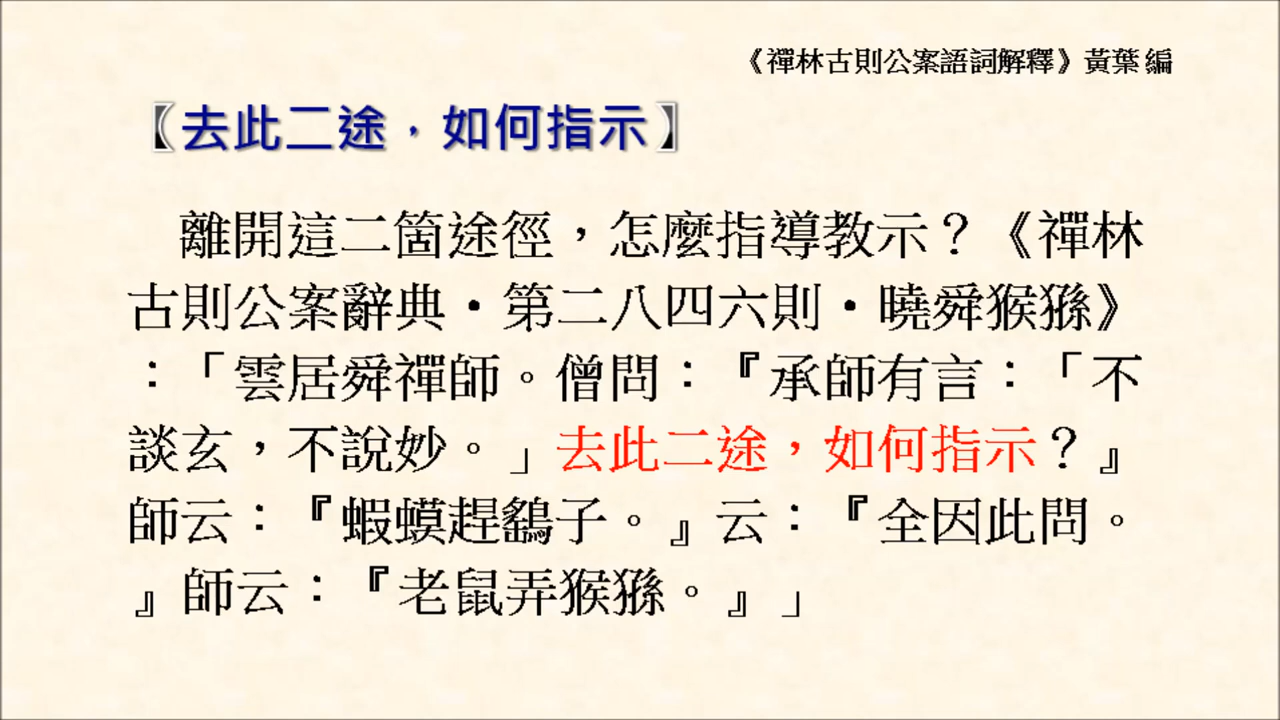 《禪林古則公案語詞解釋》黃葉編
〖去此二途，如何指示〗
離開這二箇途徑，怎麼指導教示？《禪林
古則公案辭典・第二八四六則・曉舜猴猻》
：「雲居舜禪師。僧問：『承師有言：「不
談玄，不說妙。」去此二途，如何指示？』
師云：『蝦蟆趕鷂子。』云：『全因此問。
』師云：『老鼠弄猴猻。』」